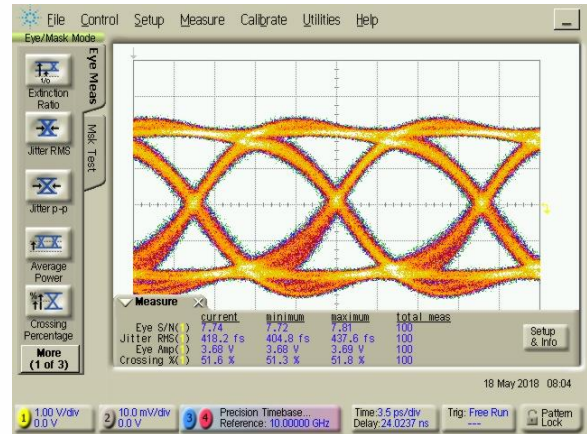 File Control Setup Measure Calibrate Utilities Help
Eye/Mask Mode
Eye Meas
Msk Test
1/0
Extinction
Ratio
Jitter RMS
Jitter p-p
Average
Power
%
Crossing
Percentage
More
(1 of 3)
Measure
current minimum maximum total meas
Eye S/N( ) 7.74 7.72 7.81 100
Jitter RMS( ) 418.2 fs 404.8 fs 437.6 fs 100
Eye Amp( ) 3.68 V 3.68 V 3.69 V 100
Crossing %( ) 51.6 % 51.3 % 51.8 % 100
Setup
& Info
18 May 2018 08:04
1 1.00 V/div
0.0 V
2 10.0 mV/div
0.0 V
3 4 Precision Timebase...
Reference: 10.00000 GHz
Time:3.5 ps/div
Delay:24.0237 ns
Trig: Free Run
---
Pattern
Lock